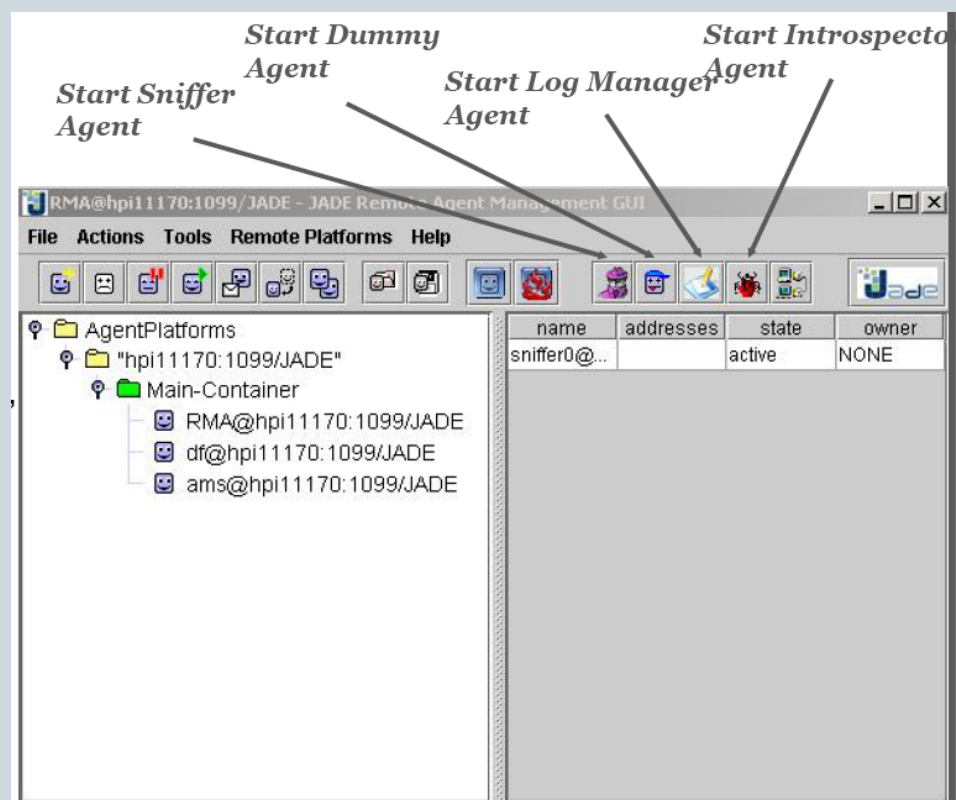 Start Dummy
Agent
Start Introspecto
Agent
Start Log Manager
Agent
Start Sniffer
Agent
RMA@hpi11170:1099/JADE - JADE Remote Agent Management GUI
File Actions Tools Remote Platforms Help
Jade
AgentPlatforms
"hpi11170:1099/JADE"
Main-Container
RMA@hpi11170:1099/JADE
df@hpi11170:1099/JADE
ams@hpi11170:1099/JADE
,
name addresses state owner
sniffer0@... active NONE